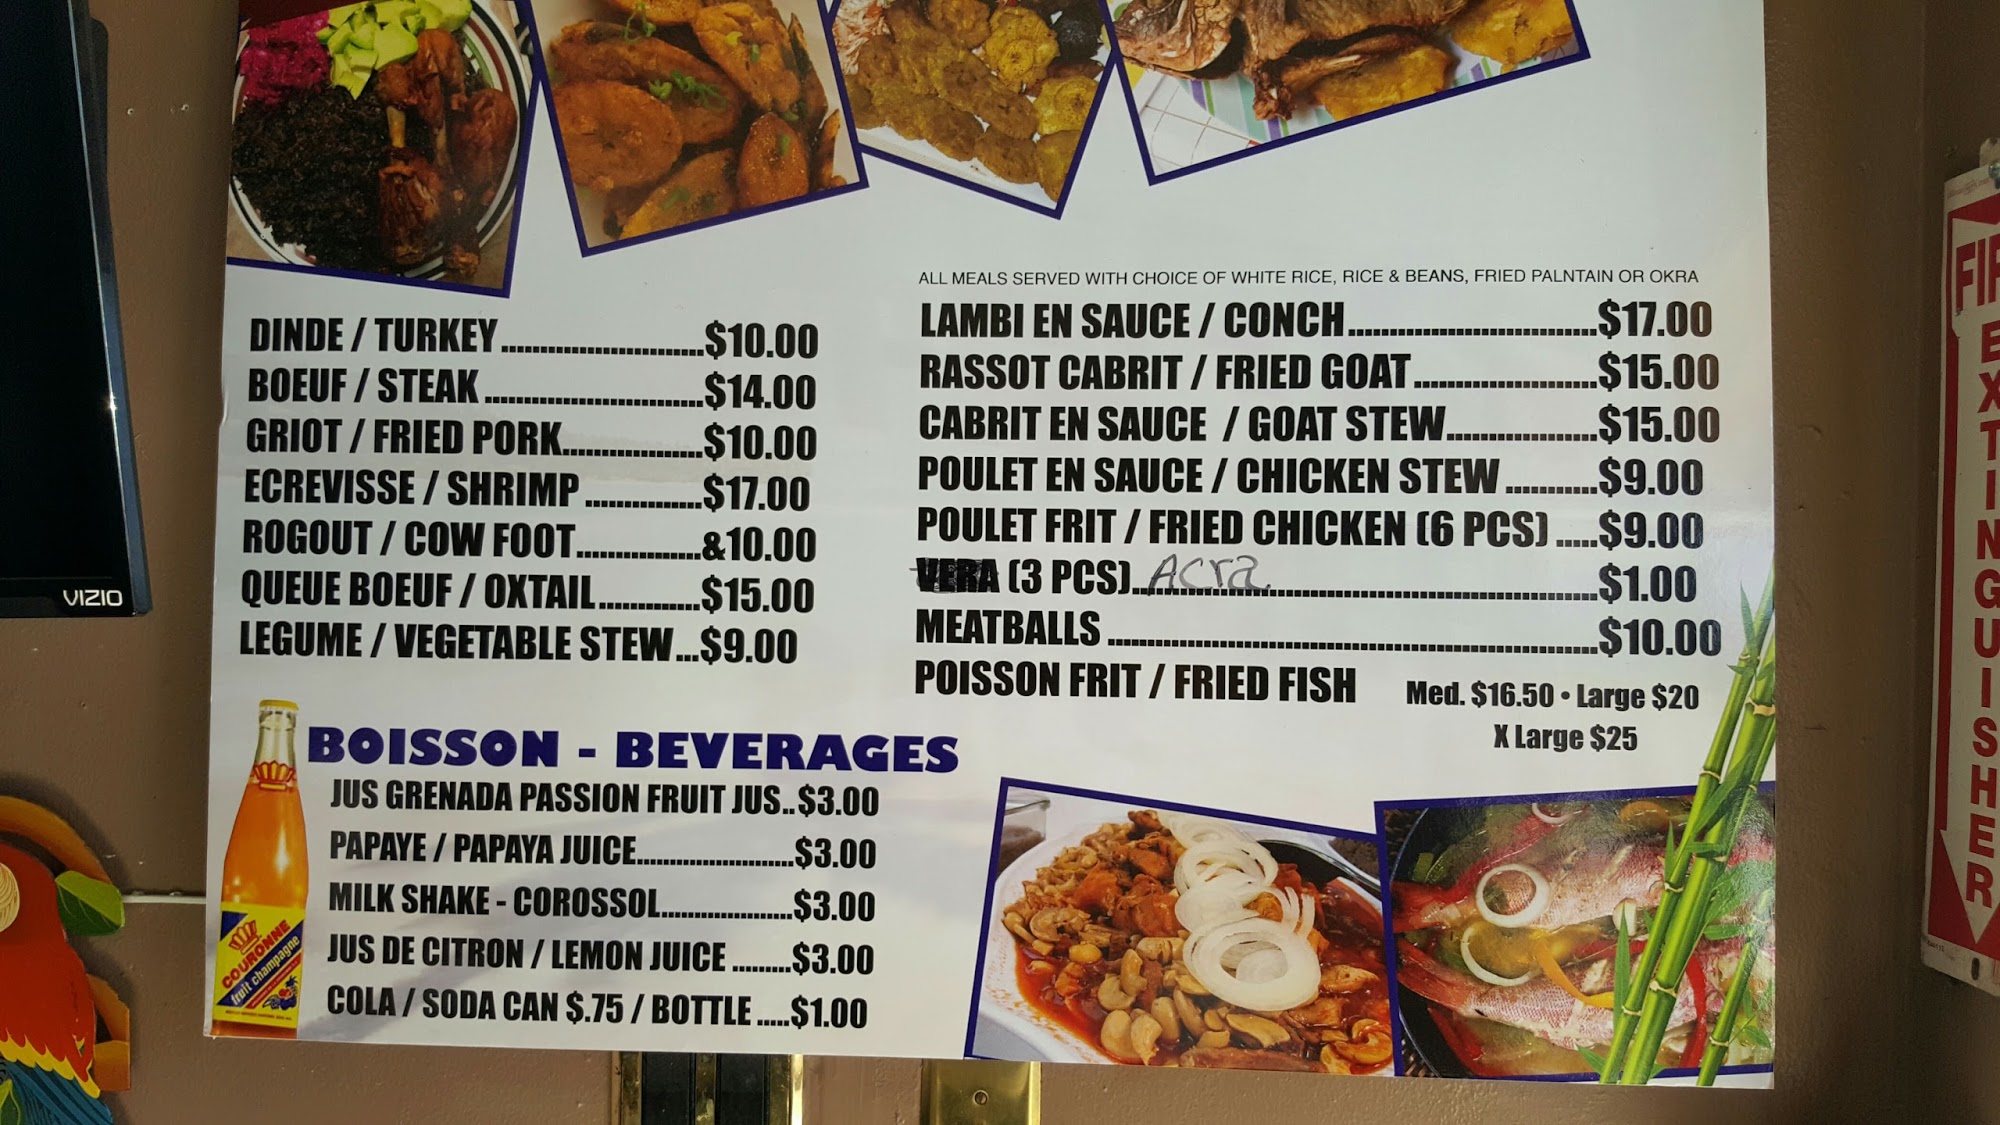 DINDE / TURKEY..........................$10.00
BOEUF / STEAK ............................$14.00
GRIOT / FRIED PORK..................$10.00
ECREVISSE / SHRIMP ...............$17.00
ROGOUT / COW FOOT................&10.00
QUEUE BOEUF / OXTAIL.............$15.00
LEGUME / VEGETABLE STEW...$9.00
ALL MEALS SERVED WITH CHOICE OF WHITE RICE, RICE & BEANS, FRIED PALNTAIN OR OKRA
LAMBI EN SAUCE / CONCH................................$17.00
RASSOT CABRIT / FRIED GOAT.......................$15.00
CABRIT EN SAUCE / GOAT STEW...................$15.00
POULET EN SAUCE / CHICKEN STEW ...........$9.00
POULET FRIT / FRIED CHICKEN (6 PCS) .....$9.00
VERA (3 PCS)..Acra..........................................$1.00
MEATBALLS ..............................................................$10.00
POISSON FRIT / FRIED FISH Med. $16.50 • Large $20
X Large $25
BOISSON - BEVERAGES
JUS GRENADA PASSION FRUIT JUS..$3.00
PAPAYE / PAPAYA JUICE.........................$3.00
MILK SHAKE - COROSSOL.....................$3.00
JUS DE CITRON / LEMON JUICE .........$3.00
COLA / SODA CAN $.75 / BOTTLE .....$1.00
COURONNE
fruit champagne
VIZIO
FIR
EXTINGUISHER